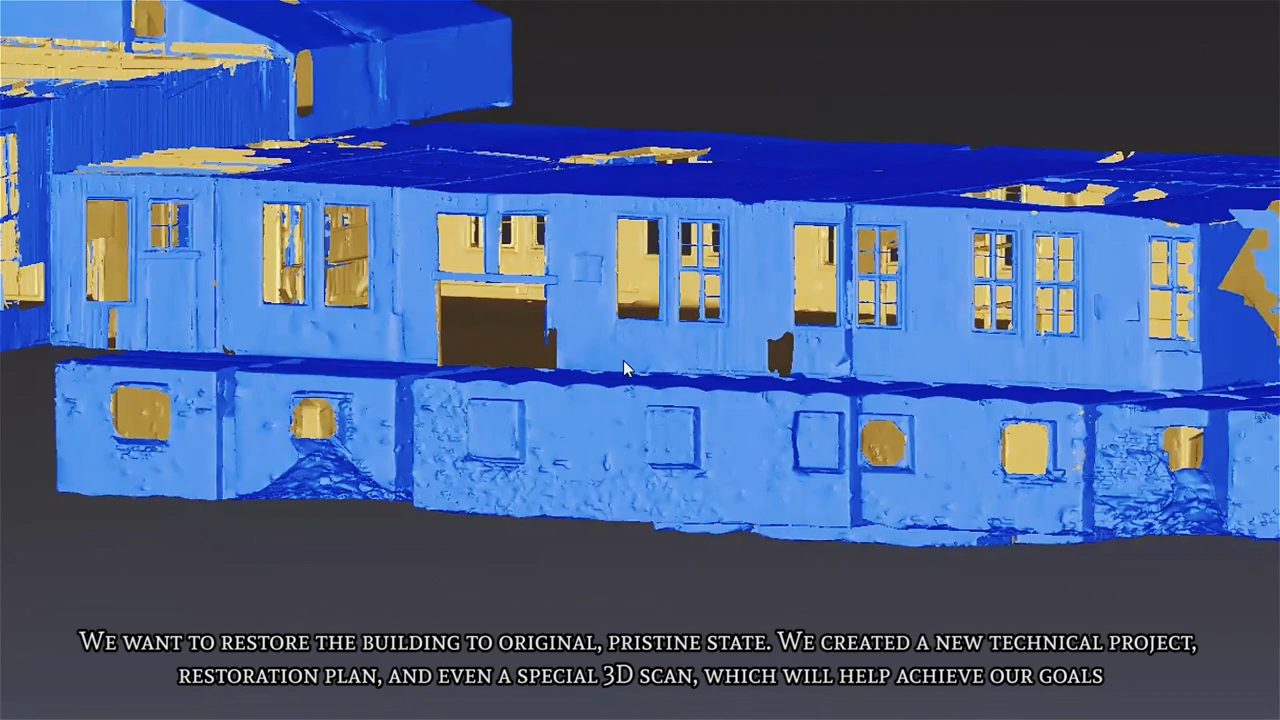 We want to restore the building to original, pristine state. We created a new technical project,
restoration plan, and even a special 3D scan, which will help achieve our goals